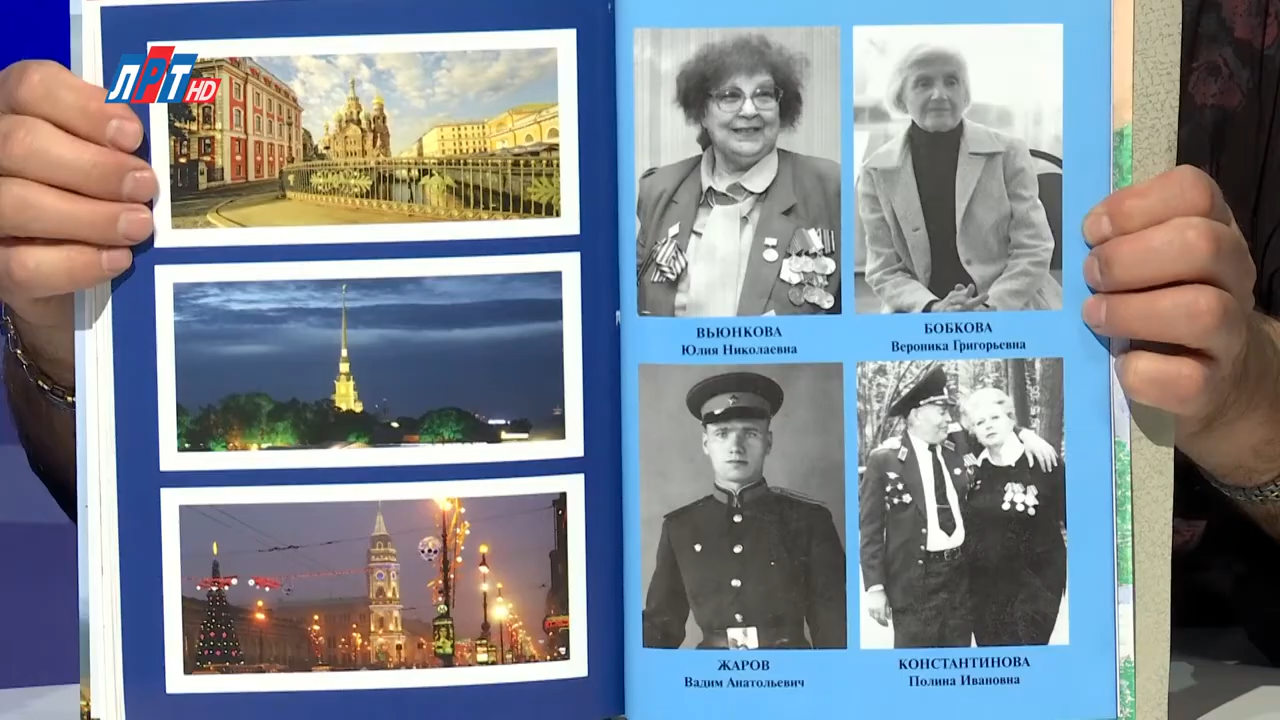 ЛРТ HD
ВЬЮНКОВА
Юлия Николаевна
БОБКОВА
Вероника Григорьевна
ЖАРОВ
Вадим Анатольевич
КОНСТАНТИНОВА
Полина Ивановна